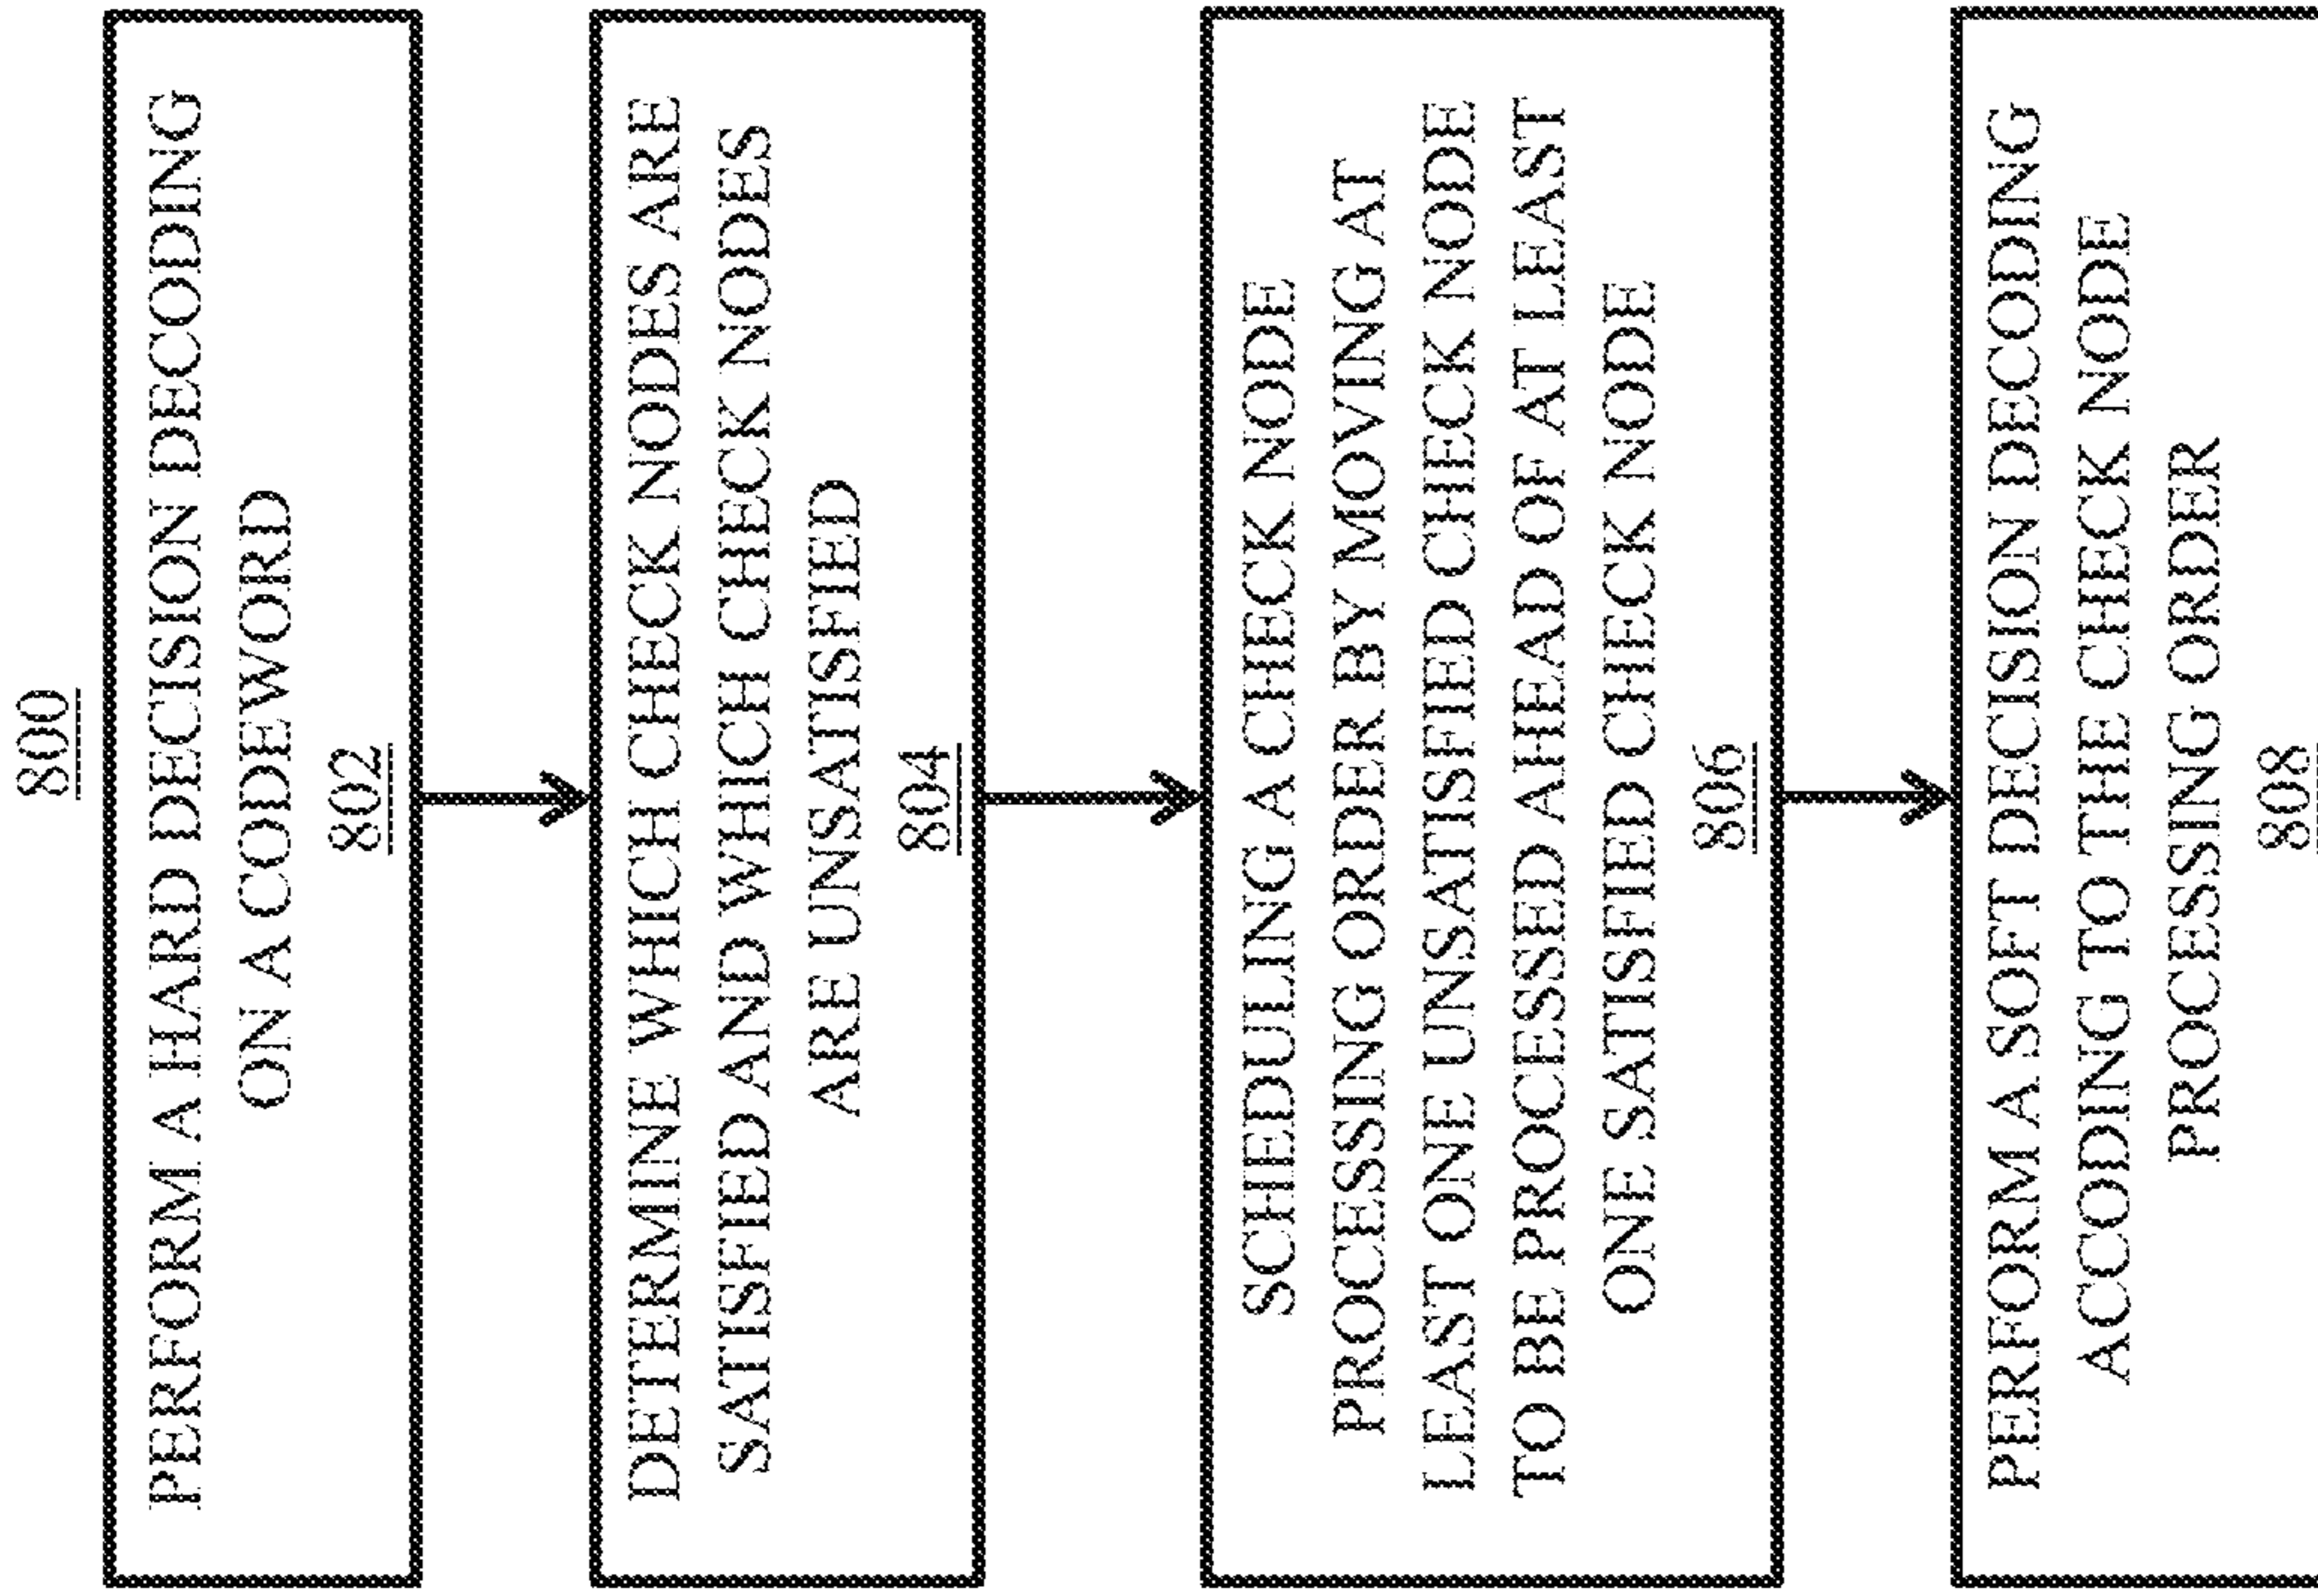 800
PERFORM A HARD DECISION DECODING
ON A CODEWORD
802
DETERMINE WHICH CHECK NODES ARE
SATISFIED AND WHICH CHECK NODES
ARE UNSATISFIED
804
SCHEDULING A CHECK NODE
PROCESSING ORDER BY MOVING AT
LEAST ONE UNSATISFIED CHECK NODE
TO BE PROCESSED AHEAD OF AT LEAST
ONE SATISFIED CHECK NODE
806
PERFORM A SOFT DECISION DECODING
ACCODING TO THE CHECK NODE
PROCESSING ORDER
808